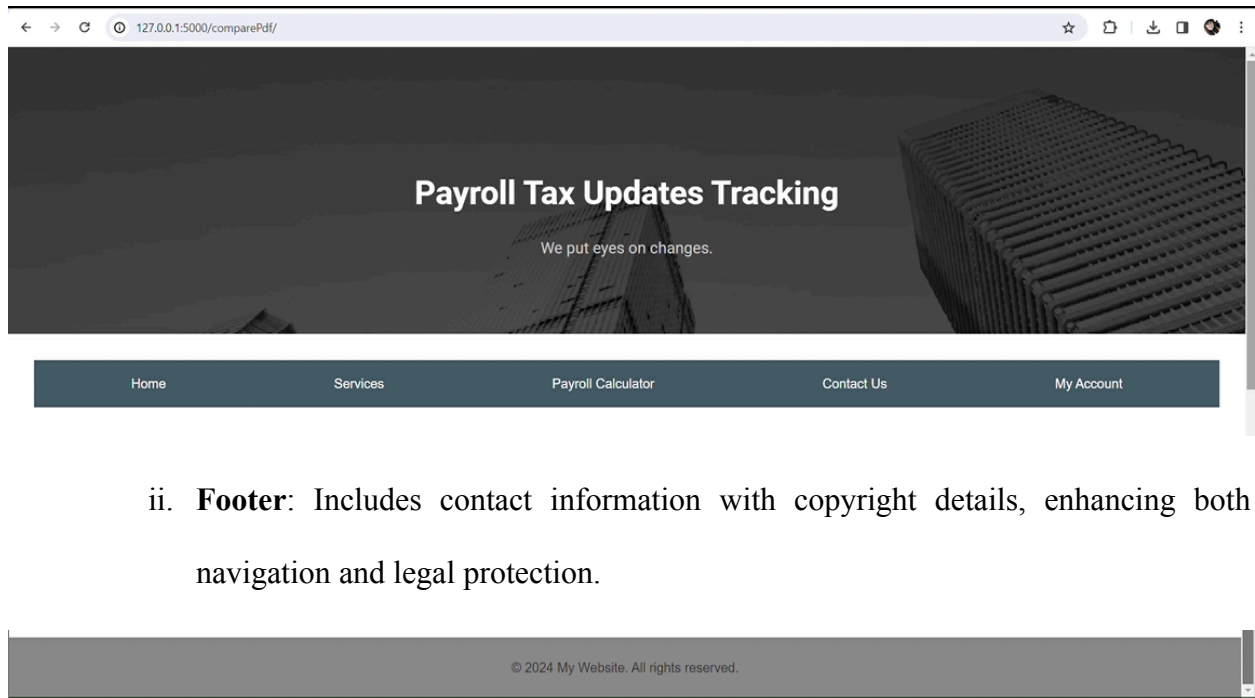 127.0.0.1:5000/comparePdf/
Payroll Tax Updates Tracking
We put eyes on changes.
Home Services Payroll Calculator Contact Us My Account
ii. Footer: Includes contact information with copyright details, enhancing both
navigation and legal protection.
© 2024 My Website. All rights reserved.